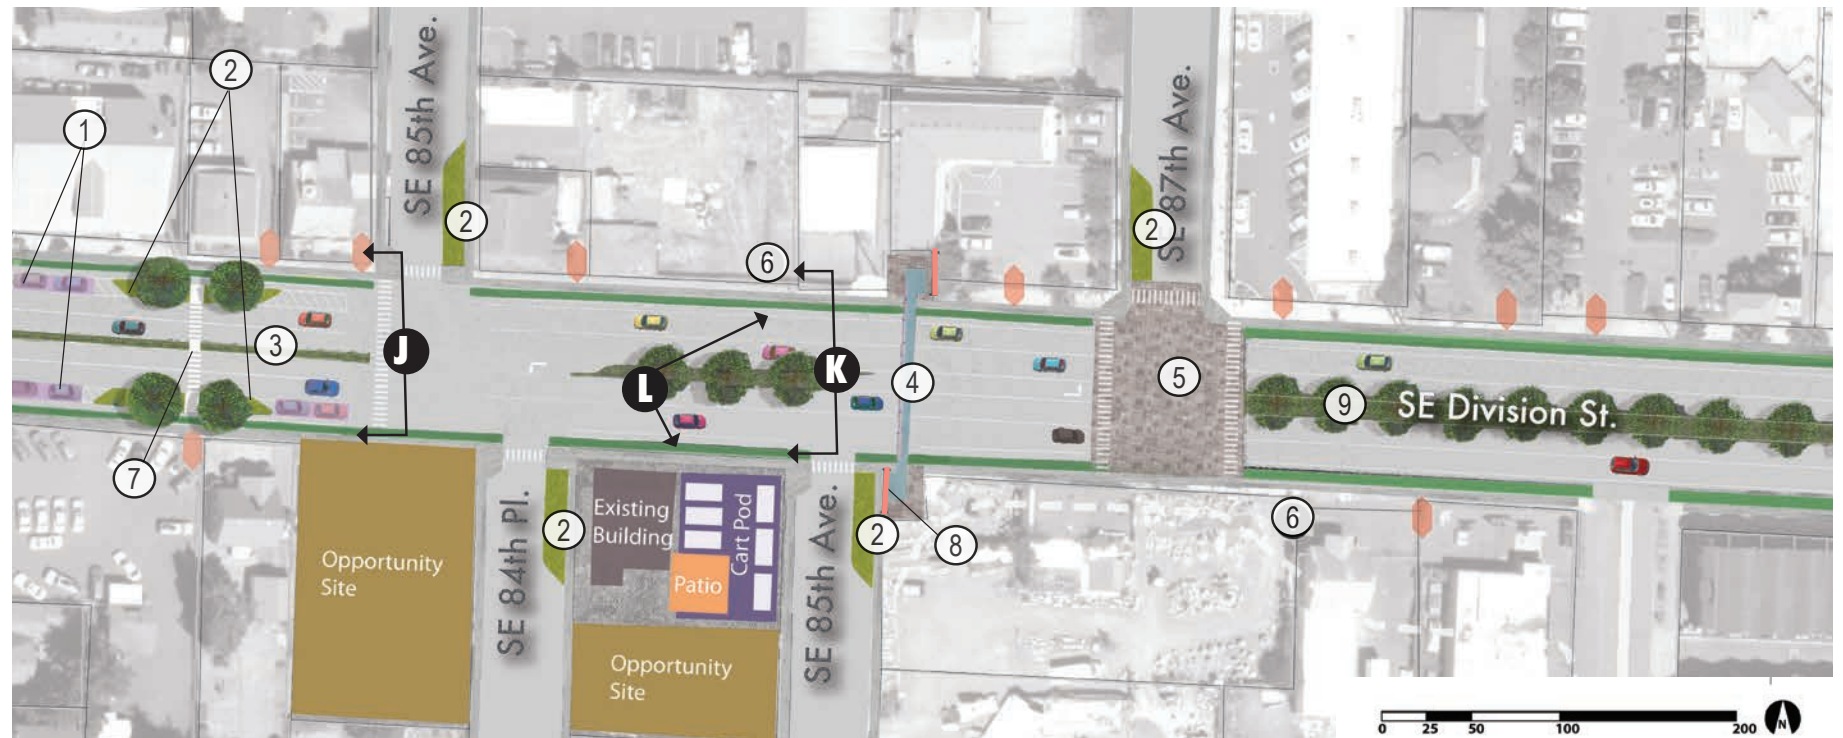 SE 85th Ave.
SE 87th Ave.
2
1
2
2
6
3
J
K
L
4
5
9
SE Division St.
7
2
2
8
6
Existing
Building
Cart Pod
Patio
Opportunity
Site
SE 84th Pl.
SE 85th Ave.
Opportunity
Site
0 25 50 100 200
N